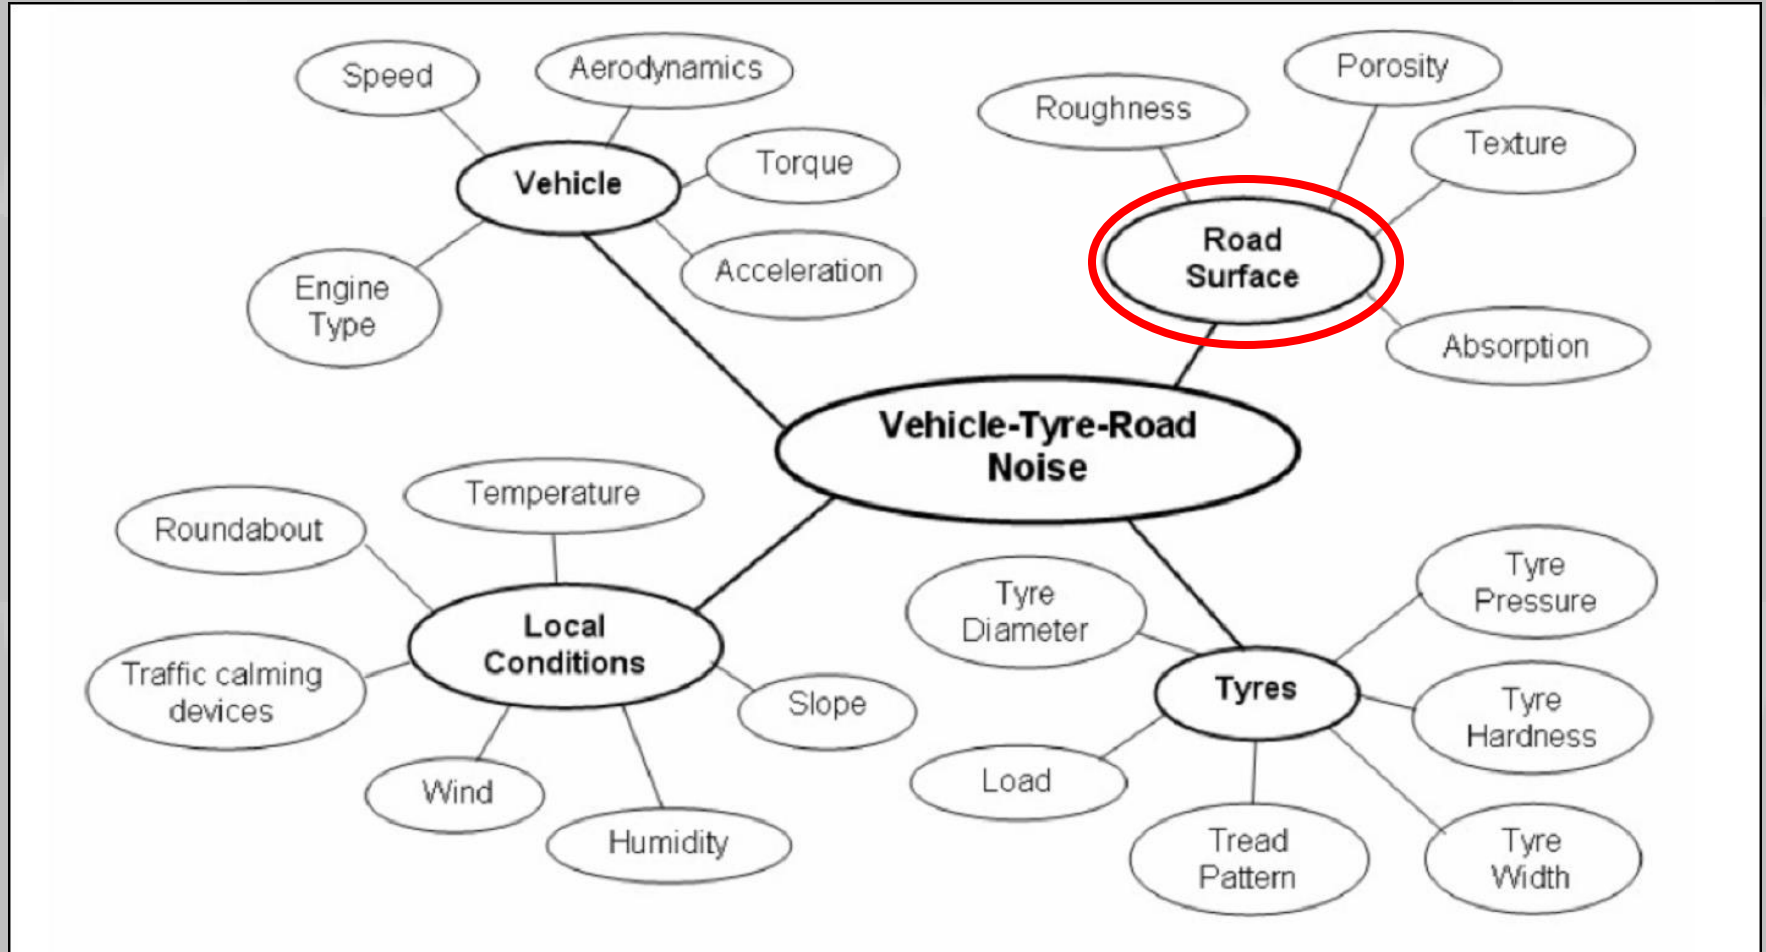 Speed
Aerodynamics
Torque
Vehicle
Acceleration
Engine
Type
Roughness
Porosity
Texture
Road
Surface
Absorption
Vehicle-Tyre-Road
Noise
Temperature
Roundabout
Local
Conditions
Traffic calming
devices
Slope
Wind
Humidity
Tyre
Diameter
Tyre
Pressure
Tyres
Tyre
Hardness
Load
Tread
Pattern
Tyre
Width